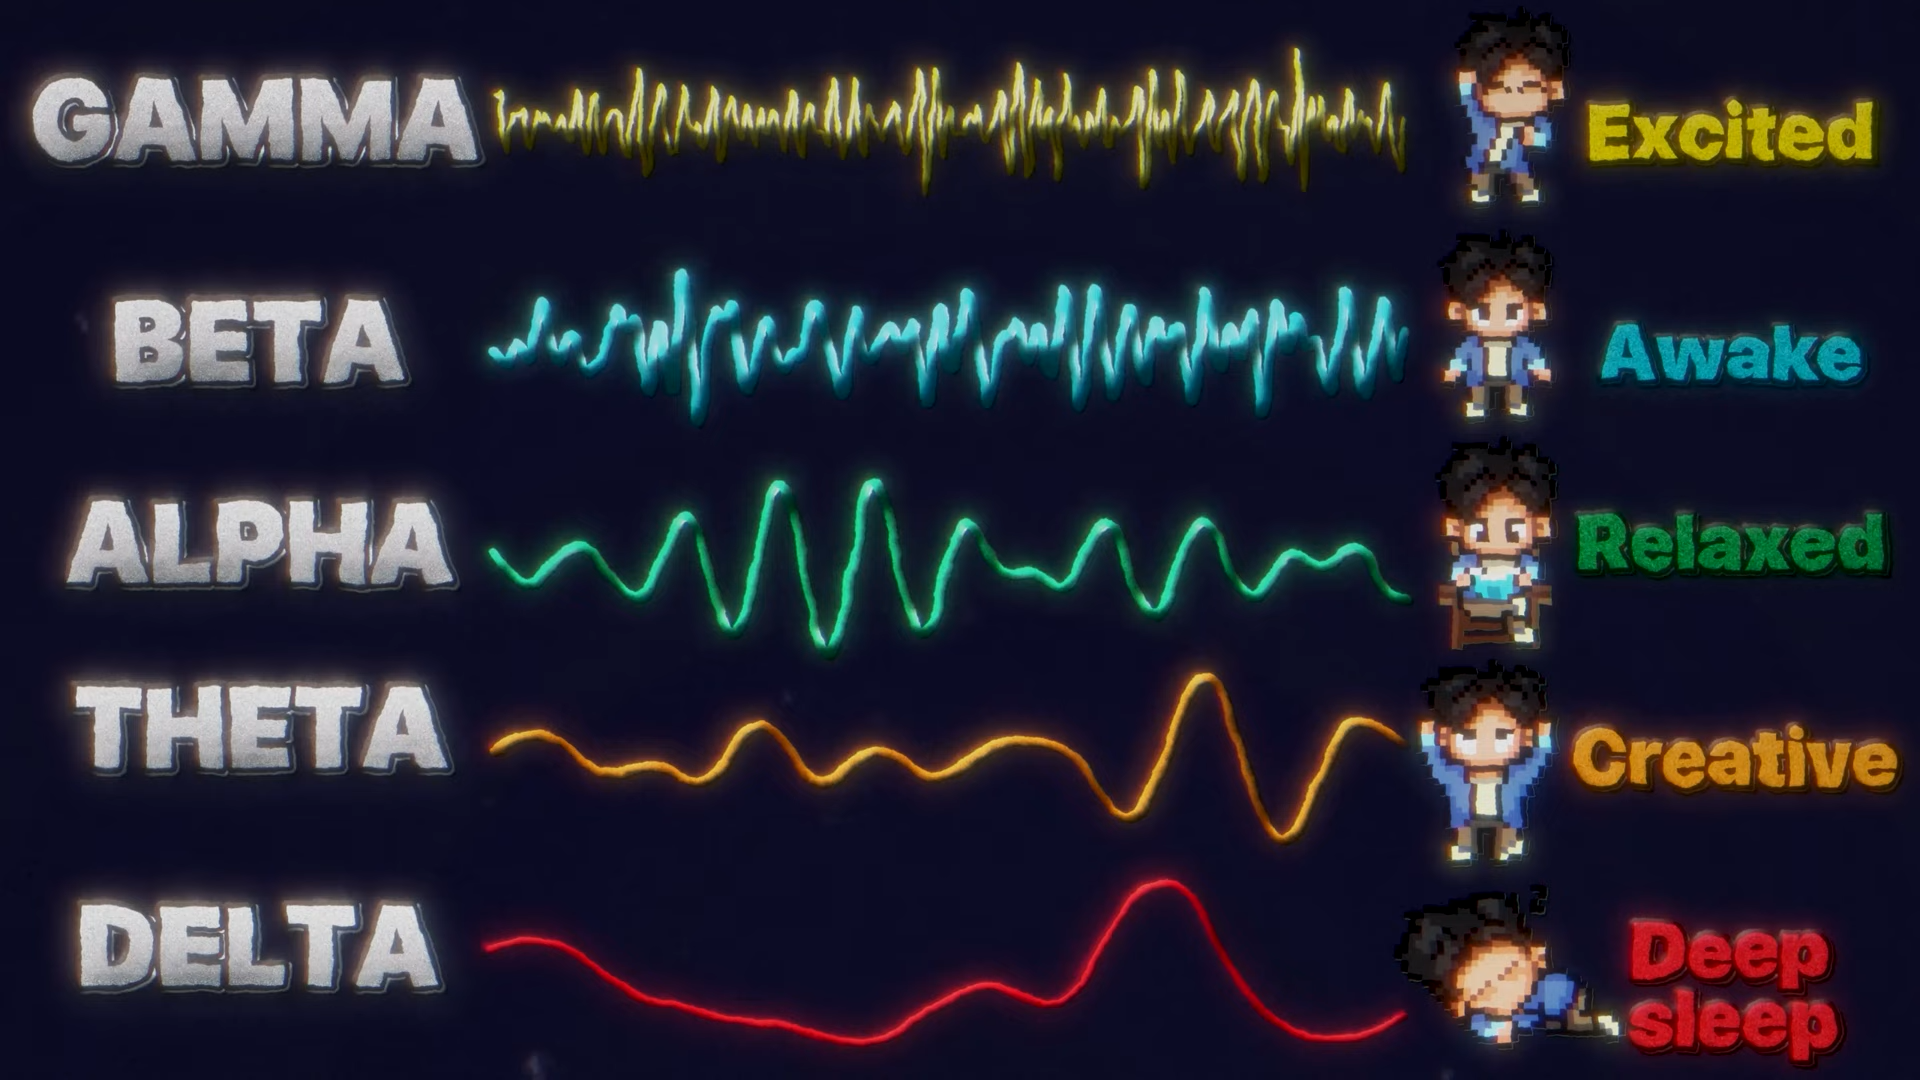 GAMMA
Excited
BETA
Awake
ALPHA
Relaxed
THETA
Creative
DELTA
Deep
sleep